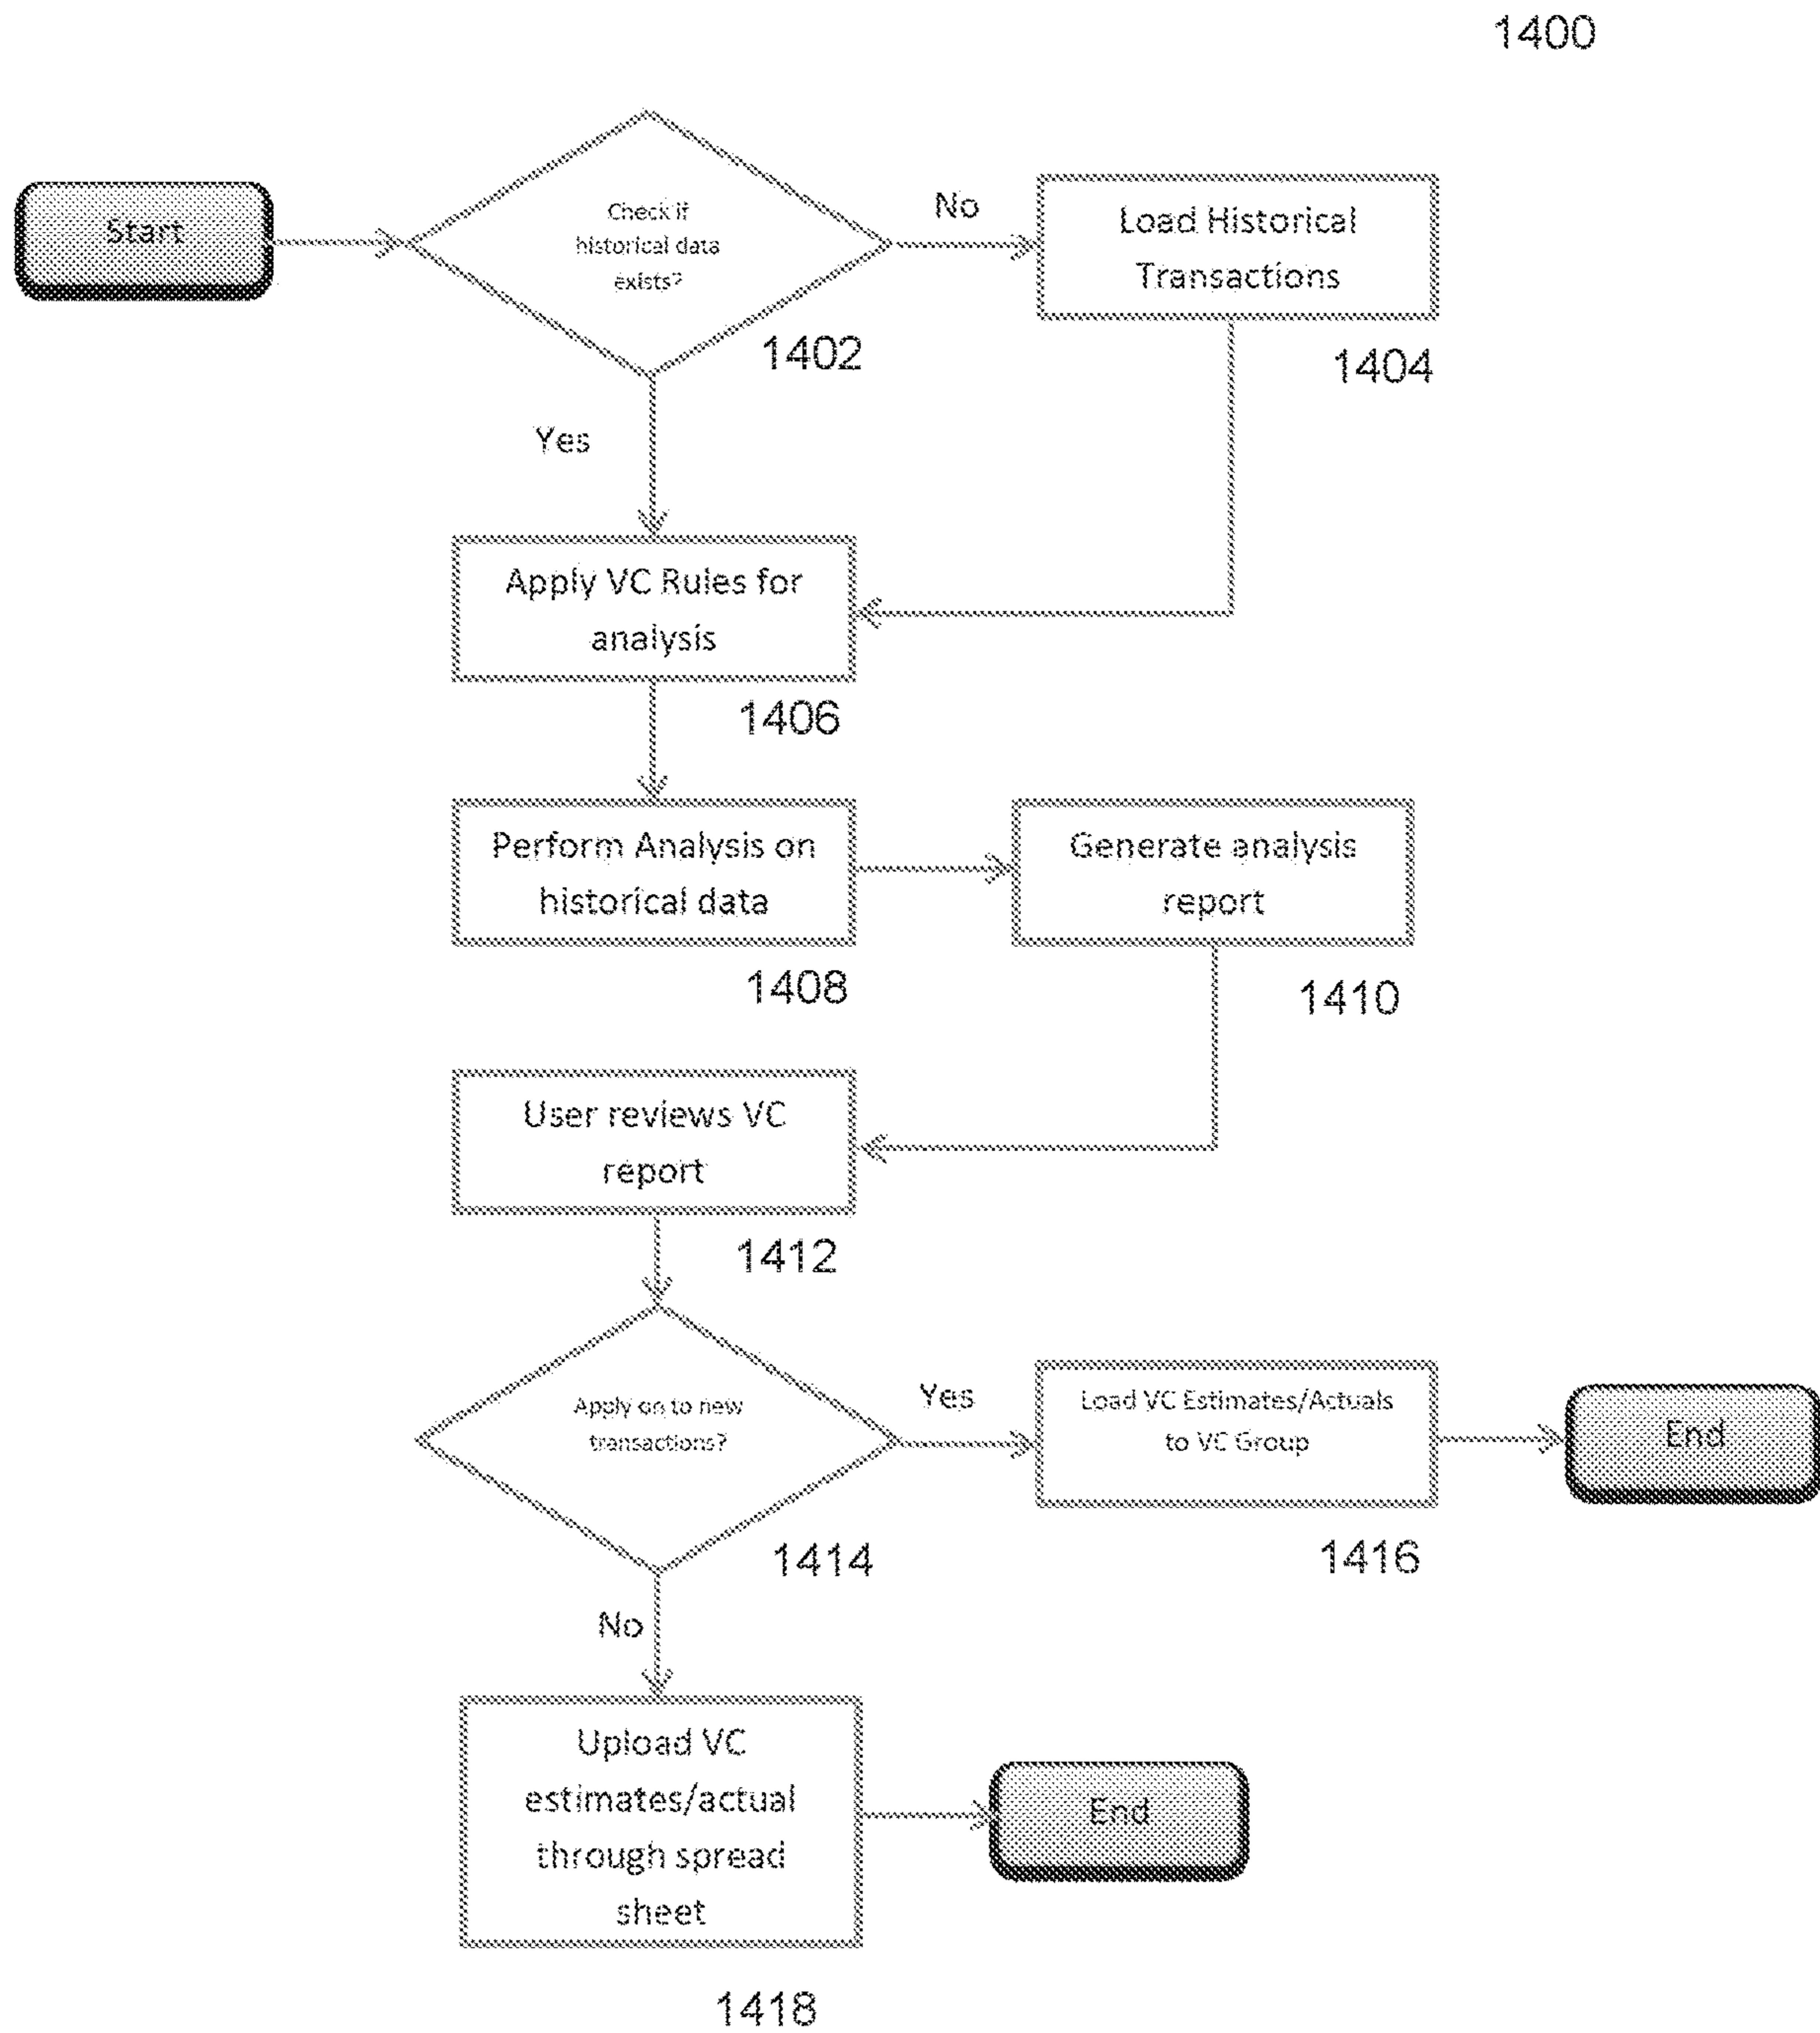 1400
Start
Check if
historical data
exists?
No
Load Historical
Transactions
1402
1404
Yes
Apply VC Rules for
analysis
1406
Perform Analysis on
historical data
Generate analysis
report
1408
1410
User reviews VC
report
1412
Apply on to new
transactions?
Yes
Load VC Estimates/Actuals
to VC Group
End
1414
1416
No
Upload VC
estimates/actual
through spread
sheet
End
1418